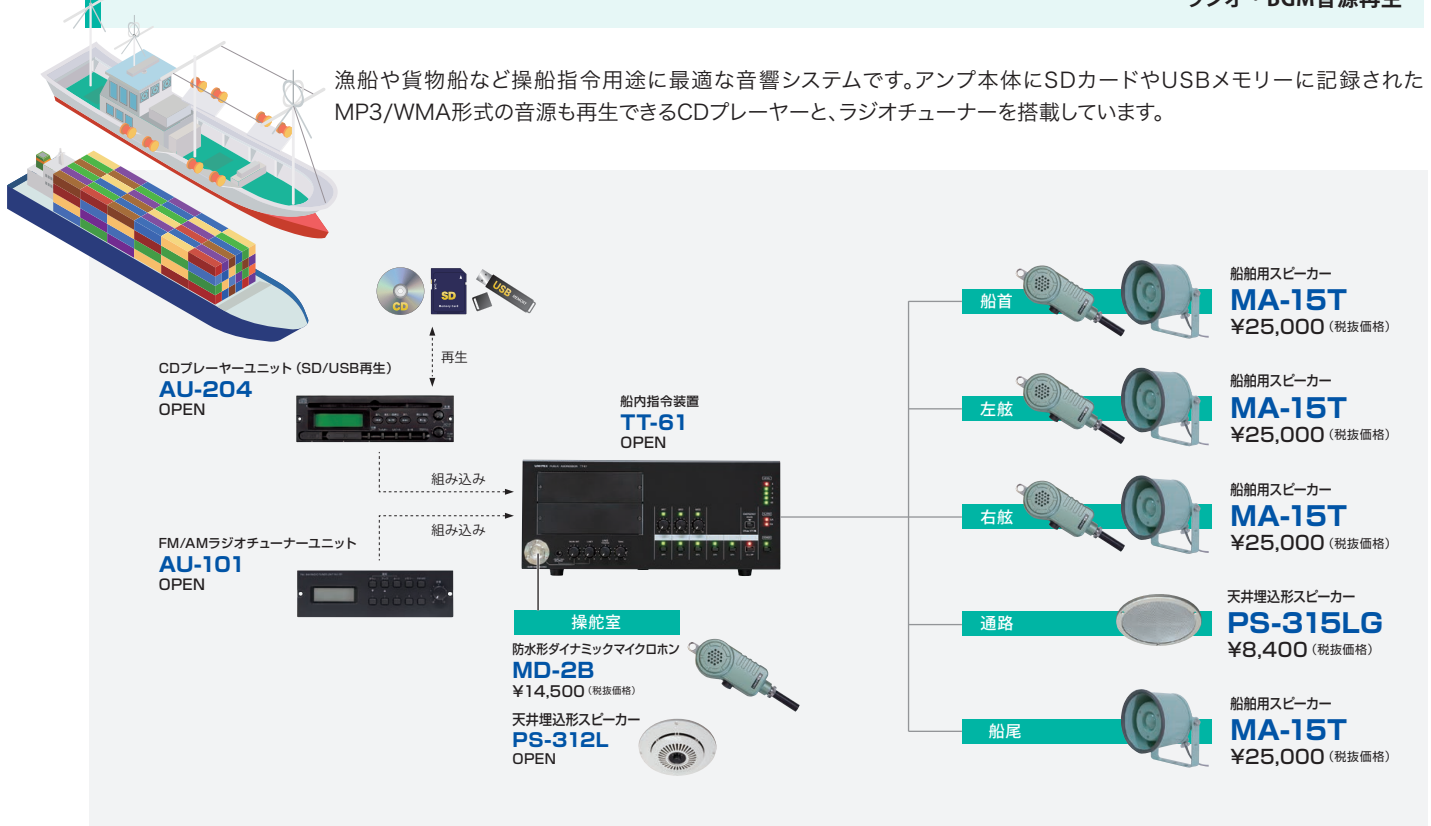 ラジオ・BGM音源再生
漁船や貨物船など操船指令用途に最適な音響システムです。アンプ本体にSDカードやUSBメモリーに記録された
MP3/WMA形式の音源も再生できるCDプレーヤーと、ラジオチューナーを搭載しています。
CD
SD
USB MEMORY
再生
CDプレーヤーユニット（SD/USB再生）
AU-204
OPEN
組み込み
組み込み
FM/AMラジオチューナーユニット
AU-101
OPEN
船内指令装置
TT-61
OPEN
操舵室
防水形ダイナミックマイクロホン
MD-2B
¥14,500（税抜価格）
天井埋込形スピーカー
PS-312L
OPEN
船首
船舶用スピーカー
MA-15T
¥25,000（税抜価格）
左舷
船舶用スピーカー
MA-15T
¥25,000（税抜価格）
右舷
船舶用スピーカー
MA-15T
¥25,000（税抜価格）
通路
天井埋込形スピーカー
PS-315LG
¥8,400（税抜価格）
船尾
船舶用スピーカー
MA-15T
¥25,000（税抜価格）